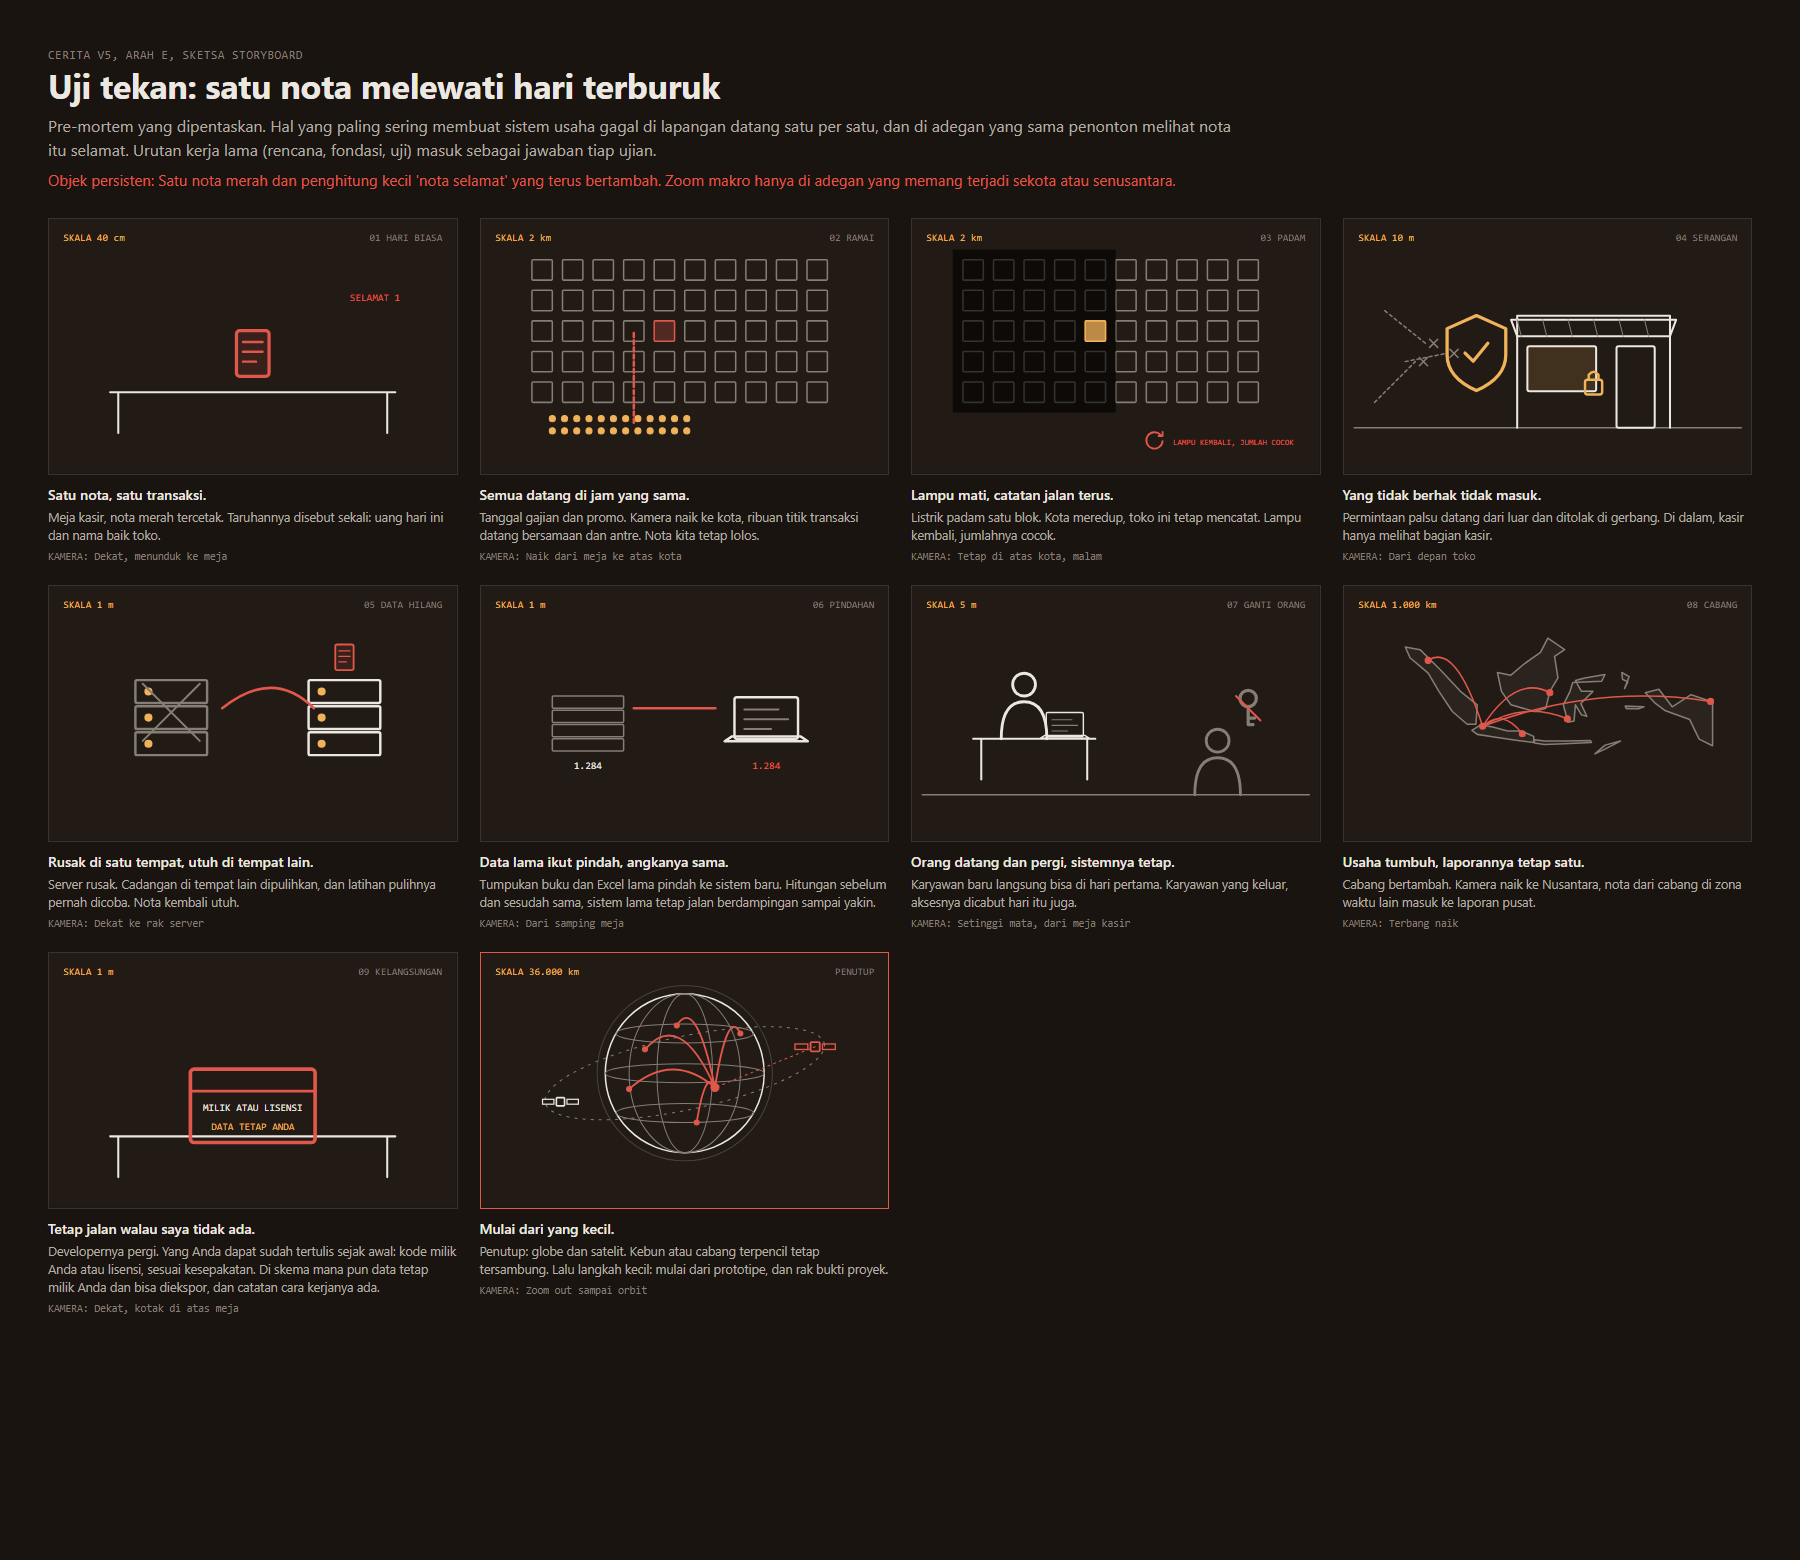 CERITA V5, ARAH E, SKETSA STORYBOARD
Uji tekan: satu nota melewati hari terburuk
Pre-mortem yang dipentaskan. Hal yang paling sering membuat sistem usaha gagal di lapangan datang satu per satu, dan di adegan yang sama penonton melihat nota
itu selamat. Urutan kerja lama (rencana, fondasi, uji) masuk sebagai jawaban tiap ujian.
Objek persisten: Satu nota merah dan penghitung kecil 'nota selamat' yang terus bertambah. Zoom makro hanya di adegan yang memang terjadi sekota atau senusantara.
SKALA 40 cm
01 HARI BIASA
SELAMAT 1
Satu nota, satu transaksi.
Meja kasir, nota merah tercetak. Taruhannya disebut sekali: uang hari ini
dan nama baik toko.
KAMERA: Dekat, menunduk ke meja
SKALA 2 km
02 RAMAI
Semua datang di jam yang sama.
Tanggal gajian dan promo. Kamera naik ke kota, ribuan titik transaksi
datang bersamaan dan antre. Nota kita tetap lolos.
KAMERA: Naik dari meja ke atas kota
SKALA 2 km
03 PADAM
LAMPU KEMBALI, JUMLAH COCOK
Lampu mati, catatan jalan terus.
Listrik padam satu blok. Kota meredup, toko ini tetap mencatat. Lampu
kembali, jumlahnya cocok.
KAMERA: Tetap di atas kota, malam
SKALA 10 m
04 SERANGAN
Yang tidak berhak tidak masuk.
Permintaan palsu datang dari luar dan ditolak di gerbang. Di dalam, kasir
hanya melihat bagian kasir.
KAMERA: Dari depan toko
SKALA 1 m
05 DATA HILANG
Rusak di satu tempat, utuh di tempat lain.
Server rusak. Cadangan di tempat lain dipulihkan, dan latihan pulihnya
pernah dicoba. Nota kembali utuh.
KAMERA: Dekat ke rak server
SKALA 1 m
06 PINDAHAN
1.284
1.284
Data lama ikut pindah, angkanya sama.
Tumpukan buku dan Excel lama pindah ke sistem baru. Hitungan sebelum
dan sesudah sama, sistem lama tetap jalan berdampingan sampai yakin.
KAMERA: Dari samping meja
SKALA 5 m
07 GANTI ORANG
Orang datang dan pergi, sistemnya tetap.
Karyawan baru langsung bisa di hari pertama. Karyawan yang keluar,
aksesnya dicabut hari itu juga.
KAMERA: Setinggi mata, dari meja kasir
SKALA 1.000 km
08 CABANG
Usaha tumbuh, laporannya tetap satu.
Cabang bertambah. Kamera naik ke Nusantara, nota dari cabang di zona
waktu lain masuk ke laporan pusat.
KAMERA: Terbang naik
SKALA 1 m
09 KELANGSUNGAN
MILIK ATAU LISENSI
DATA TETAP ANDA
Tetap jalan walau saya tidak ada.
Developernya pergi. Yang Anda dapat sudah tertulis sejak awal: kode milik
Anda atau lisensi, sesuai kesepakatan. Di skema mana pun data tetap
milik Anda dan bisa diekspor, dan catatan cara kerjanya ada.
KAMERA: Dekat, kotak di atas meja
SKALA 36.000 km
PENUTUP
Mulai dari yang kecil.
Penutup: globe dan satelit. Kebun atau cabang terpencil tetap
tersambung. Lalu langkah kecil: mulai dari prototipe, dan rak bukti proyek.
KAMERA: Zoom out sampai orbit